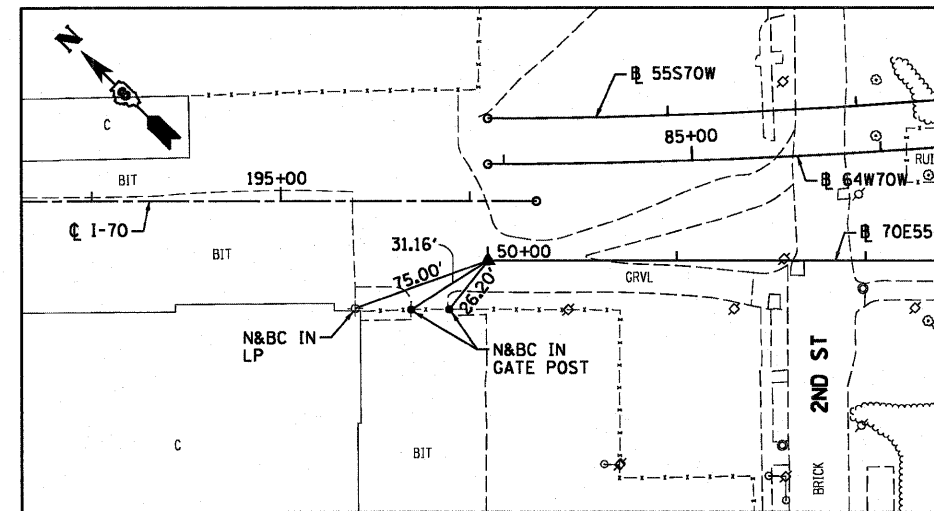 N
℄ 55S70W
C
85+00
BIT
195+00
RUI
℄ 64W70W
℄ I-70
31.16'
50+00
℄ 70E55
BIT
75.00'
GRVL
26.20'
N&BC IN
LP
N&BC IN
GATE POST
2ND ST
C
BIT
BRICK